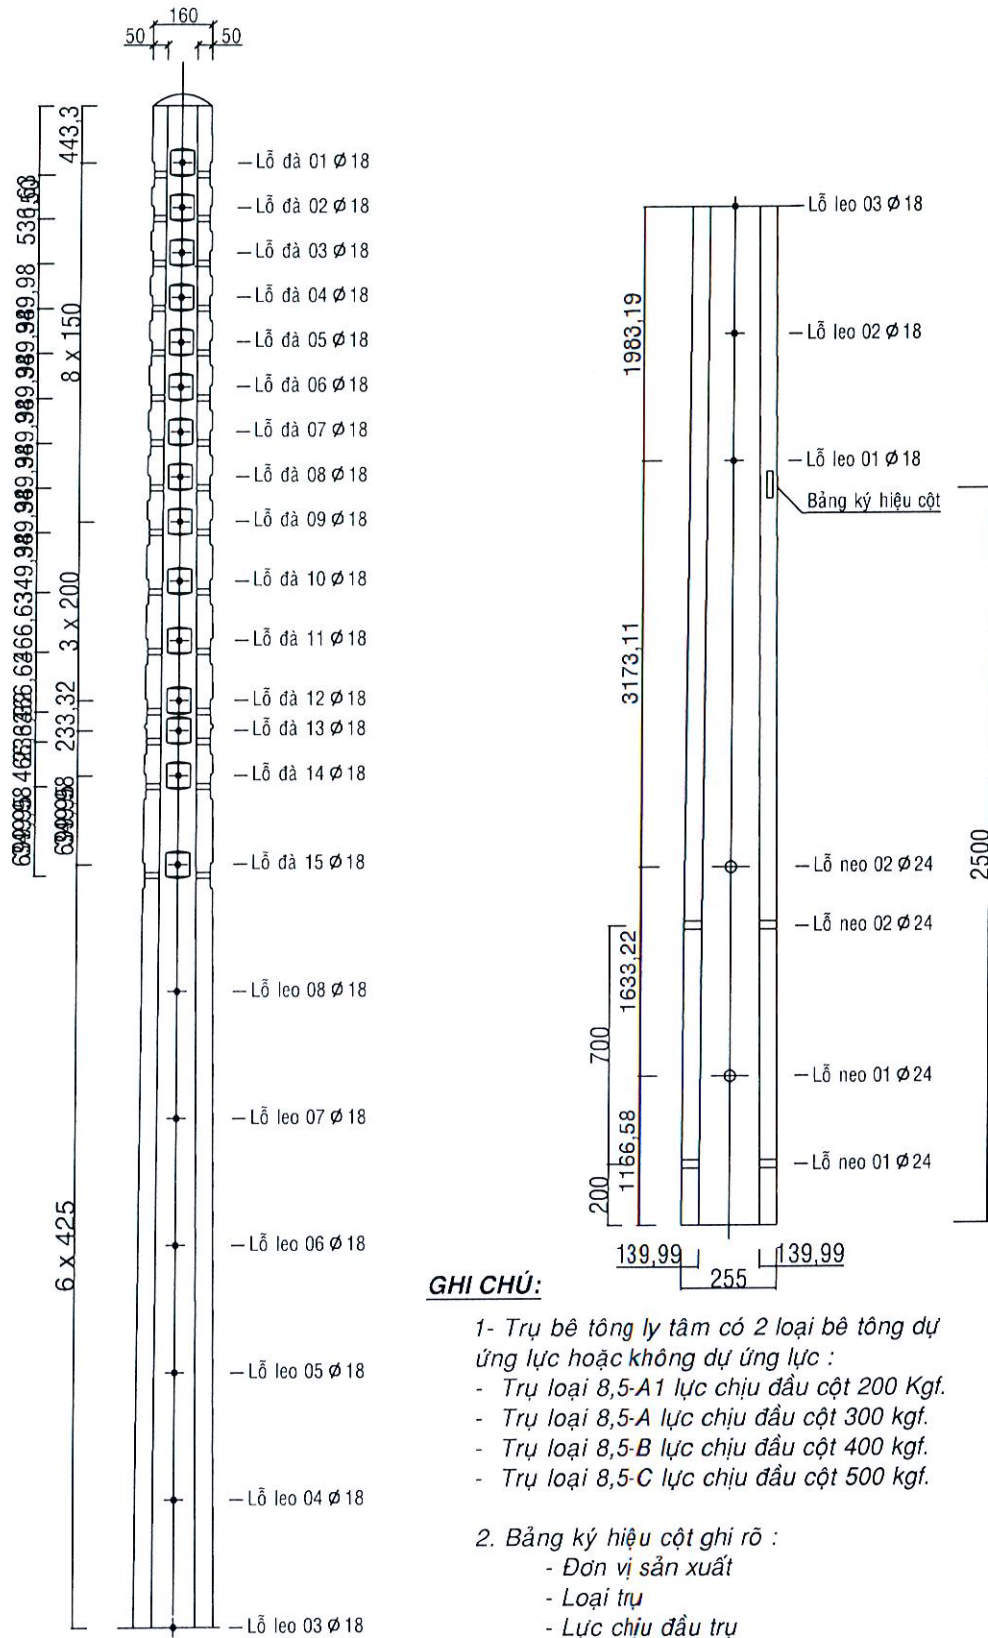 160
50
50
443,3
8 x 150
3 x 200
233,32
6 x 425
Lỗ đà 01 Ø 18
Lỗ đà 02 Ø 18
Lỗ đà 03 Ø 18
Lỗ đà 04 Ø 18
Lỗ đà 05 Ø 18
Lỗ đà 06 Ø 18
Lỗ đà 07 Ø 18
Lỗ đà 08 Ø 18
Lỗ đà 09 Ø 18
Lỗ đà 10 Ø 18
Lỗ đà 11 Ø 18
Lỗ đà 12 Ø 18
Lỗ đà 13 Ø 18
Lỗ đà 14 Ø 18
Lỗ đà 15 Ø 18
Lỗ leo 08 Ø 18
Lỗ leo 07 Ø 18
Lỗ leo 06 Ø 18
Lỗ leo 05 Ø 18
Lỗ leo 04 Ø 18
Lỗ leo 03 Ø 18
Lỗ leo 03 Ø 18
1983,19
Lỗ leo 02 Ø 18
Lỗ leo 01 Ø 18
Bảng ký hiệu cột
3173,11
2500
Lỗ neo 02 Ø 24
Lỗ neo 02 Ø 24
1633,22
700
Lỗ neo 01 Ø 24
1166,58
Lỗ neo 01 Ø 24
200
139,99
139,99
255
GHI CHÚ:
1- Trụ bê tông ly tâm có 2 loại bê tông dự
ứng lực hoặc không dự ứng lực :
- Trụ loại 8,5-A1 lực chịu đầu cột 200 Kgf.
- Trụ loại 8,5-A lực chịu đầu cột 300 kgf.
- Trụ loại 8,5-B lực chịu đầu cột 400 kgf.
- Trụ loại 8,5-C lực chịu đầu cột 500 kgf.
2. Bảng ký hiệu cột ghi rõ :
- Đơn vị sản xuất
- Loại trụ
- Lực chịu đầu trụ